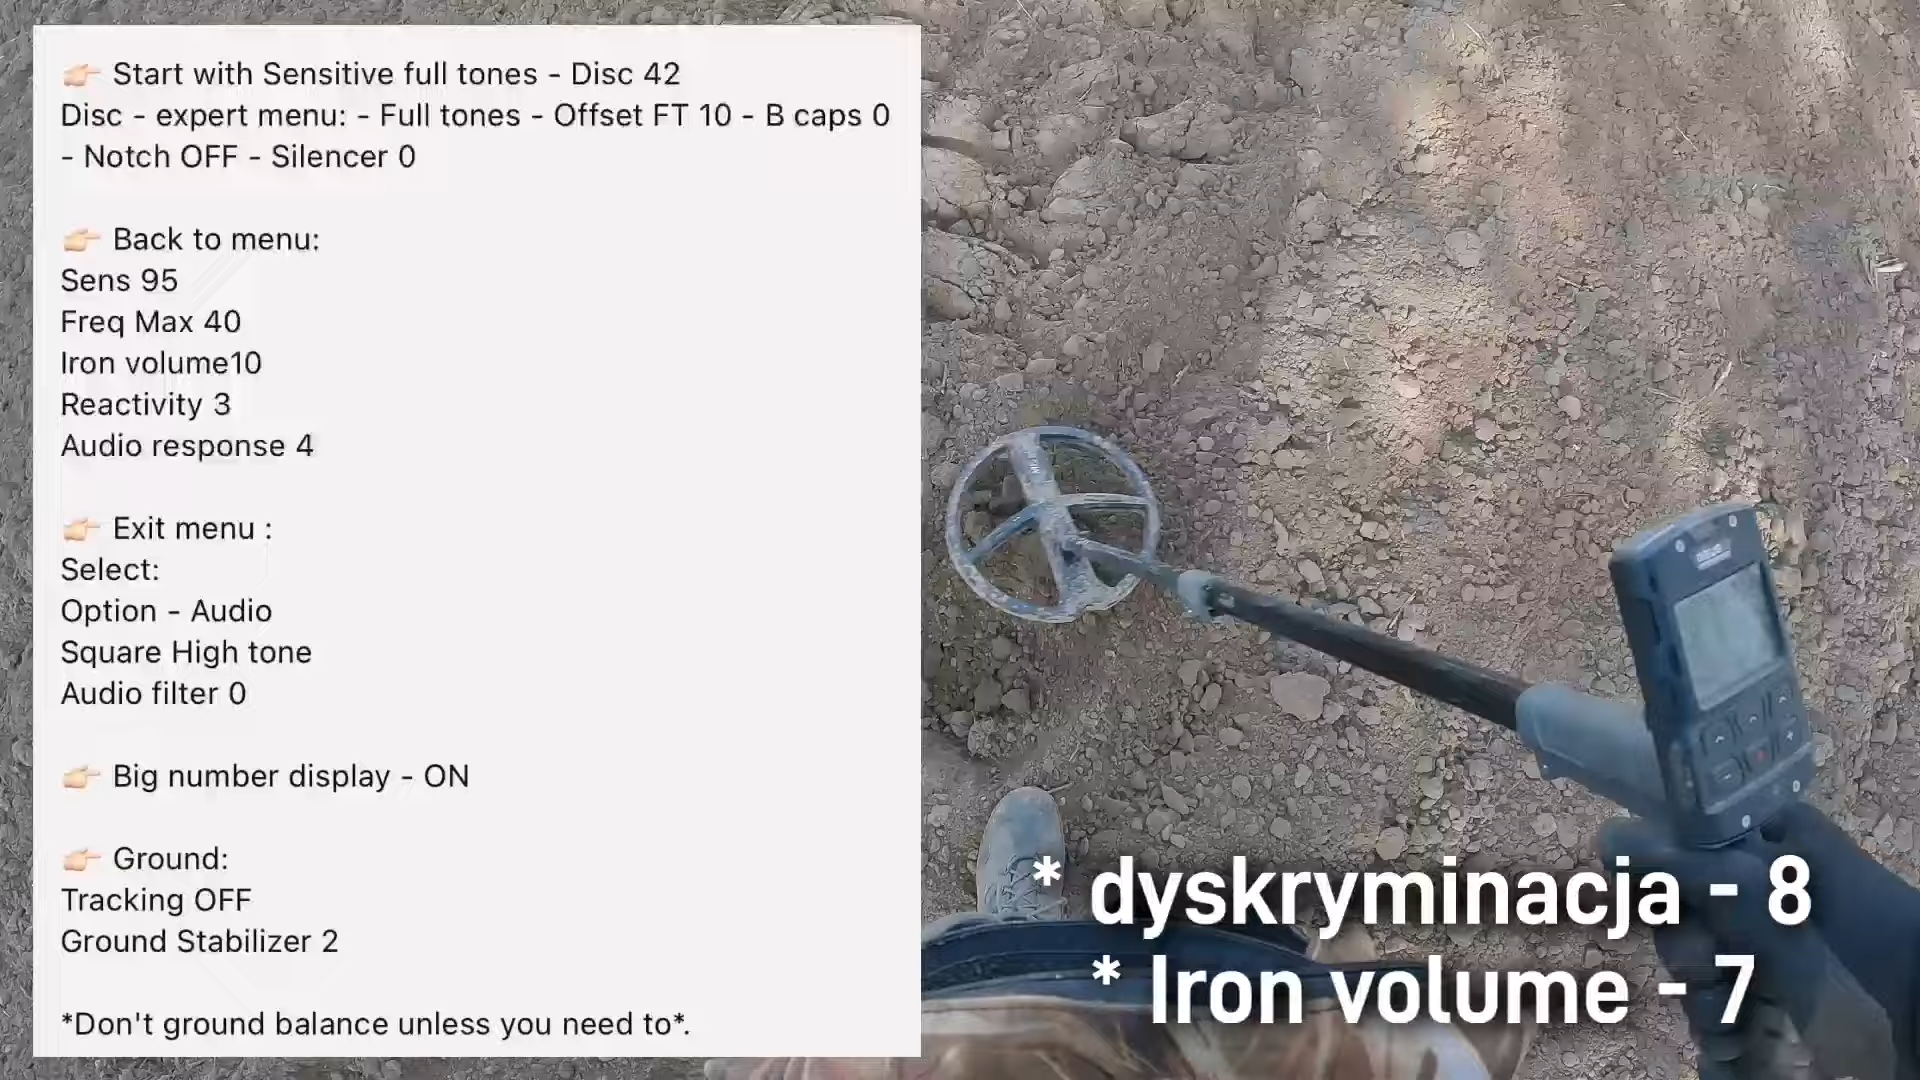 👉🏻 Start with Sensitive full tones - Disc 42
Disc - expert menu: - Full tones - Offset FT 10 - B caps 0
- Notch OFF - Silencer 0
👉🏻 Back to menu:
Sens 95
Freq Max 40
Iron volume10
Reactivity 3
Audio response 4
👉🏻 Exit menu :
Select:
Option - Audio
Square High tone
Audio filter 0
👉🏻 Big number display - ON
👉🏻 Ground:
Tracking OFF
Ground Stabilizer 2
*Don't ground balance unless you need to*.
* dyskryminacja - 8
* Iron volume - 7